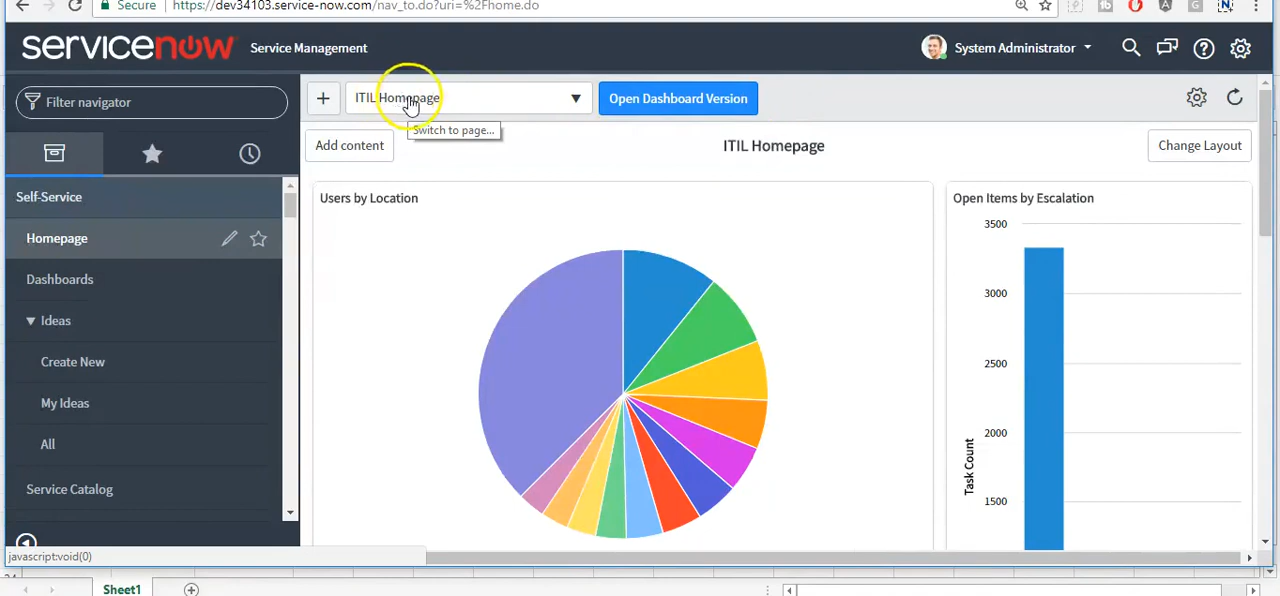 Secure https://dev34103.service-now.com/nav_to.do?uri=%2Fhome.do
servicenow Service Management System Administrator
Filter navigator
ITIL Homepage
Open Dashboard Version
Switch to page...
Add content
ITIL Homepage
Change Layout
Self-Service
Homepage
Dashboards
Ideas
Create New
My Ideas
All
Service Catalog
Users by Location
Open Items by Escalation
3500
3000
2500
2000
1500
Task Count
javascript:void(0)
Sheet1